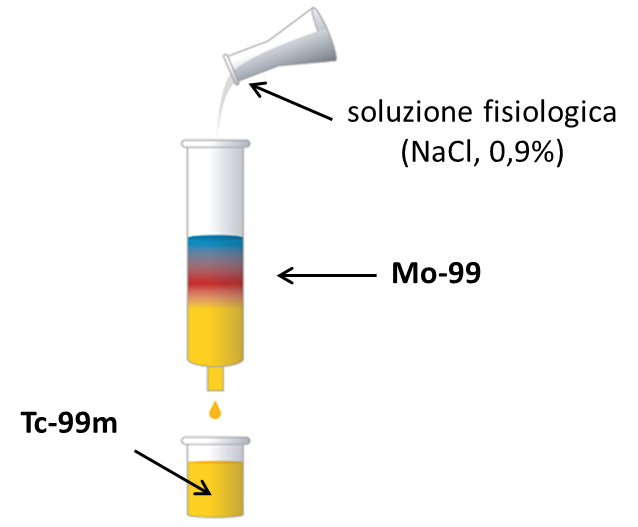 soluzione fisiologica
(NaCl, 0,9%)
Mo-99
Tc-99m